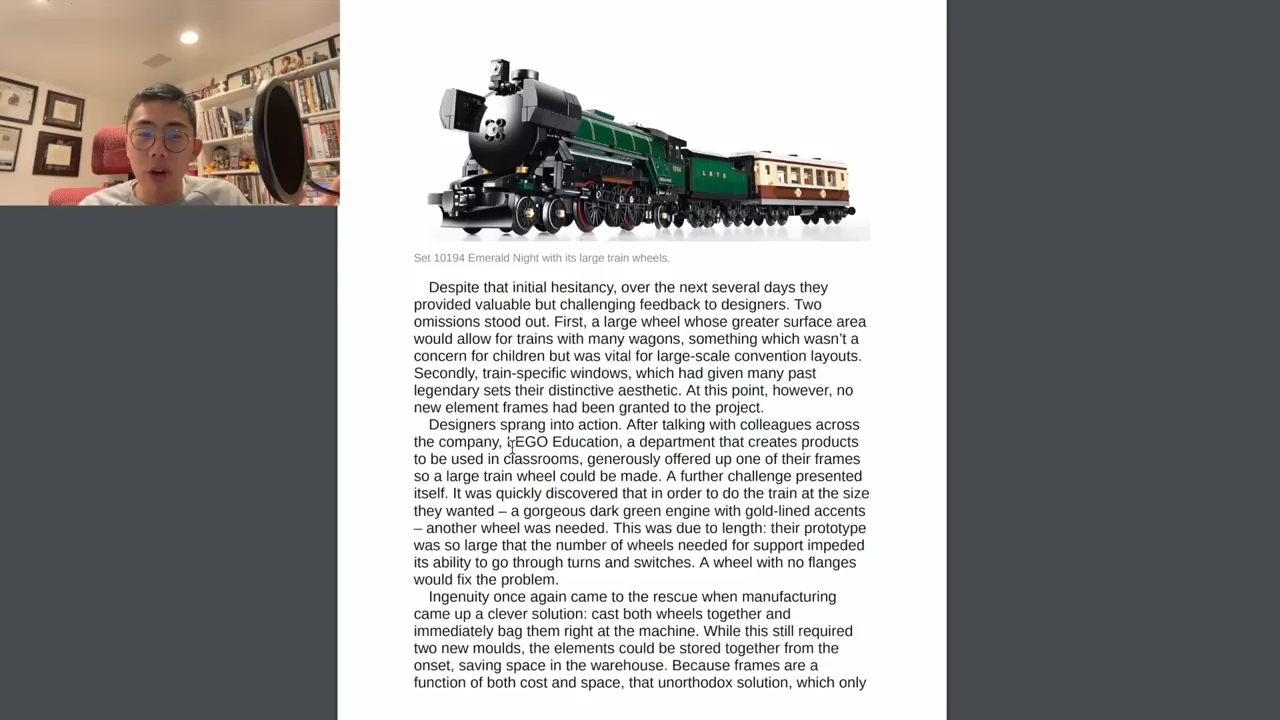 Set 10194 Emerald Night with its large train wheels.
Despite that initial hesitancy, over the next several days they
provided valuable but challenging feedback to designers. Two
omissions stood out. First, a large wheel whose greater surface area
would allow for trains with many wagons, something which wasn’t a
concern for children but was vital for large-scale convention layouts.
Secondly, train-specific windows, which had given many past
legendary sets their distinctive aesthetic. At this point, however, no
new element frames had been granted to the project.
Designers sprang into action. After talking with colleagues across
the company, LEGO Education, a department that creates products
to be used in classrooms, generously offered up one of their frames
so a large train wheel could be made. A further challenge presented
itself. It was quickly discovered that in order to do the train at the size
they wanted – a gorgeous dark green engine with gold-lined accents
– another wheel was needed. This was due to length: their prototype
was so large that the number of wheels needed for support impeded
its ability to go through turns and switches. A wheel with no flanges
would fix the problem.
Ingenuity once again came to the rescue when manufacturing
came up a clever solution: cast both wheels together and
immediately bag them right at the machine. While this still required
two new moulds, the elements could be stored together from the
onset, saving space in the warehouse. Because frames are a
function of both cost and space, that unorthodox solution, which only